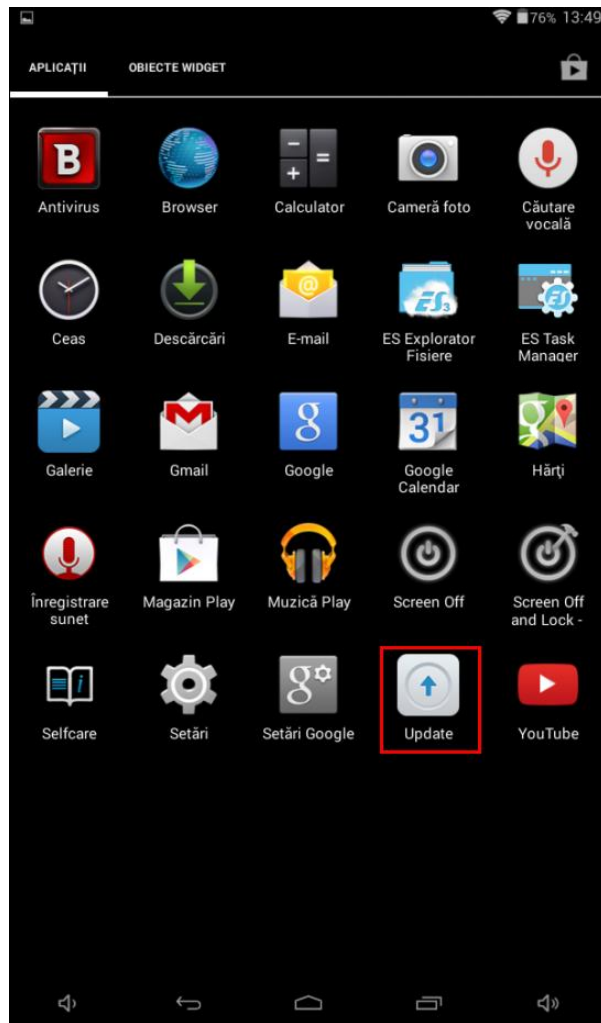 76% 13:49
APLICAȚII OBIECTE WIDGET
B
Antivirus Browser Calculator Cameră foto Căutare
vocală
Ceas Descărcări E-mail ES Explorator
Fisiere ES Task
Manager
Galerie Gmail Google Google
Calendar Hărți
31
Înregistrare
sunet Magazin Play Muzică Play Screen Off Screen Off
and Lock -
Selfcare Setări Setări Google Update YouTube